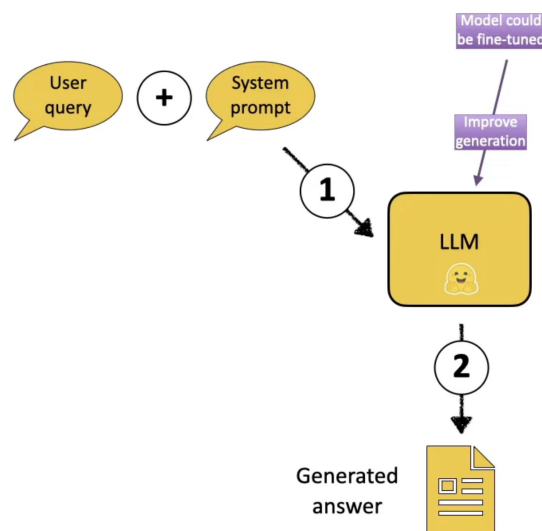 Model could
be fine-tuned
User
query
+
System
prompt
Improve
generation
1
LLM
2
Generated
answer